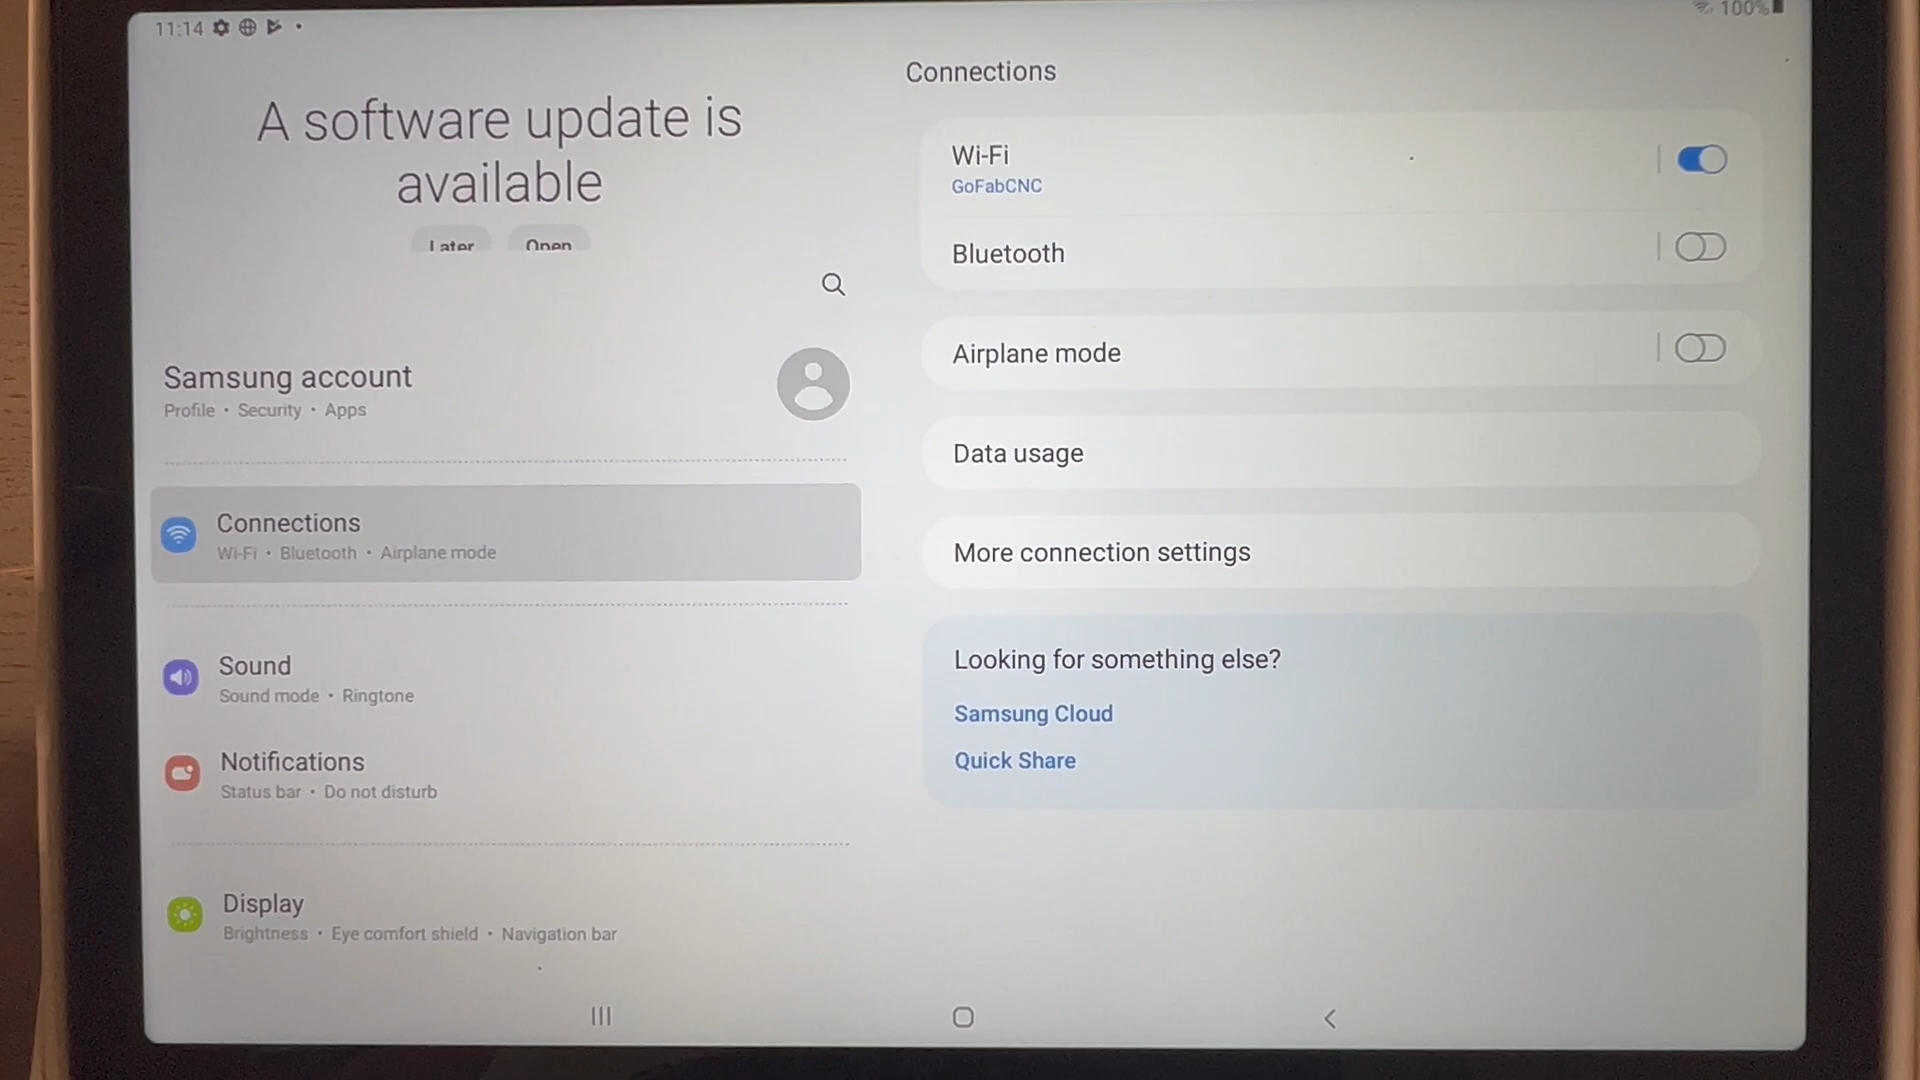 11:14
100%
A software update is
available
Later Open
Samsung account
Profile • Security • Apps
Connections
Wi-Fi • Bluetooth • Airplane mode
Sound
Sound mode • Ringtone
Notifications
Status bar • Do not disturb
Display
Brightness • Eye comfort shield • Navigation bar
Connections
Wi-Fi
GoFabCNC
Bluetooth
Airplane mode
Data usage
More connection settings
Looking for something else?
Samsung Cloud
Quick Share